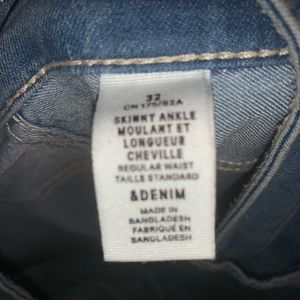 32
CN 175/82A
SKINNY ANKLE
MOULANT ET
LONGUEUR
CHEVILLE
REGULAR WAIST
TAILLE STANDARD
&DENIM
MADE IN
BANGLADESH
FABRIQUÉ EN
BANGLADESH